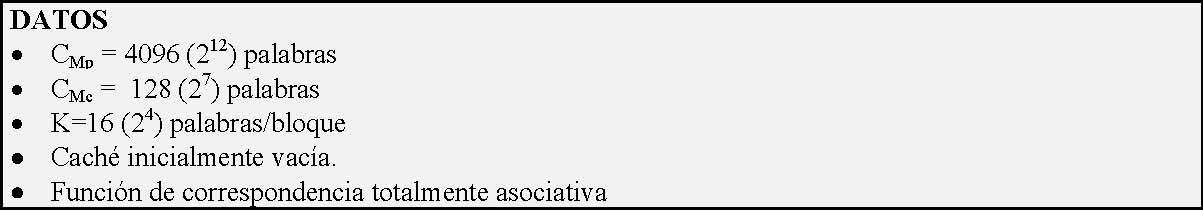 DATOS
• C_Mp = 4096 (2^12) palabras
• C_Mc = 128 (2^7) palabras
• K=16 (2^4) palabras/bloque
• Caché inicialmente vacía.
• Función de correspondencia totalmente asociativa